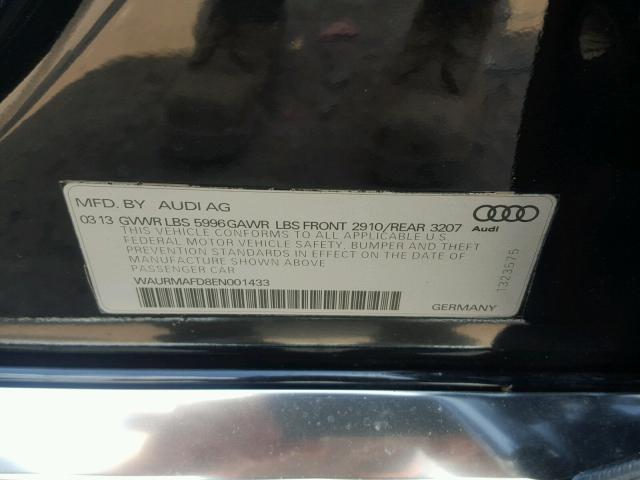 MFD. BY AUDI AG
03 13 GVWR LBS 5996 GAWR LBS FRONT 2910/REAR 3207
THIS VEHICLE CONFORMS TO ALL APPLICABLE U S
FEDERAL MOTOR VEHICLE SAFETY, BUMPER AND THEFT
PREVENTION STANDARDS IN EFFECT ON THE DATE OF
MANUFACTURE SHOWN ABOVE
PASSENGER CAR
WAURMAFD8EN001433
GERMANY
Audi
1323575